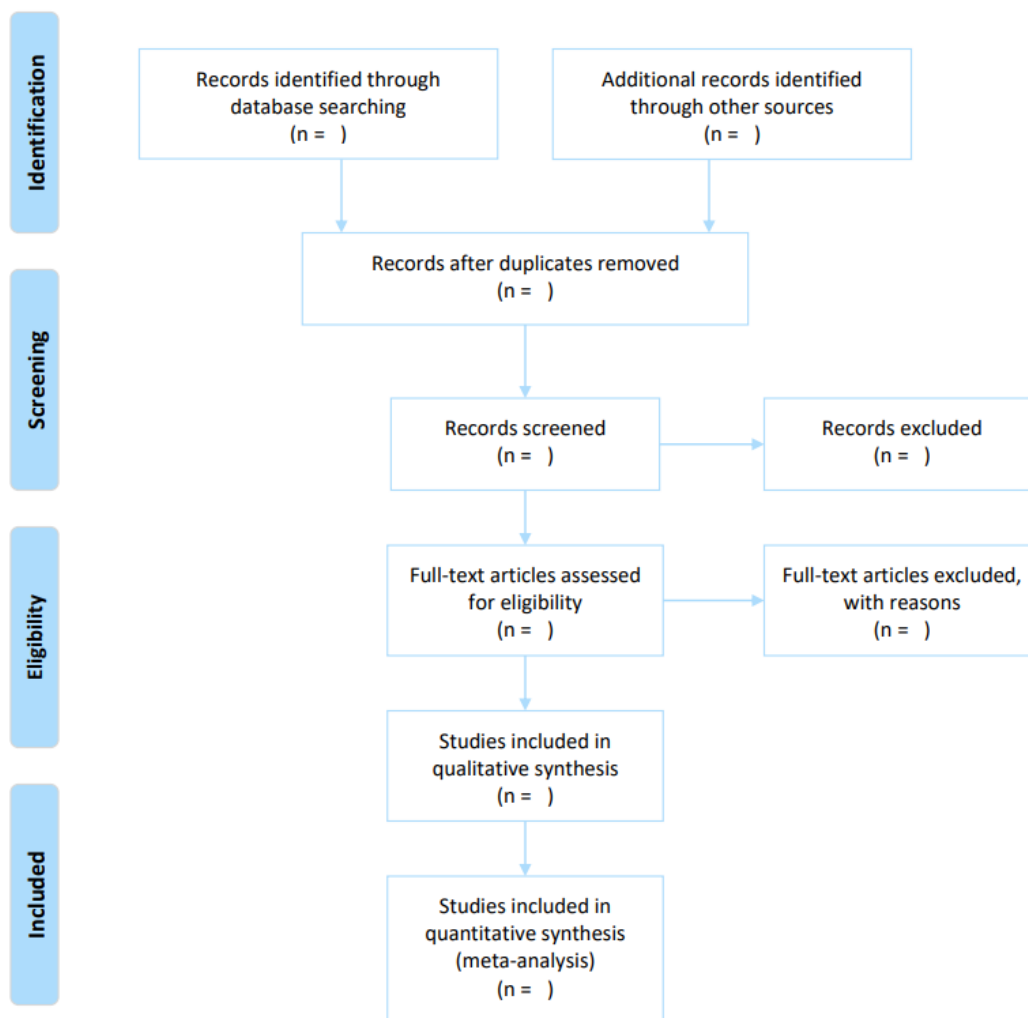 Identification
Records identified through
database searching
(n =   )
Additional records identified
through other sources
(n =   )
Records after duplicates removed
(n =   )
Screening
Records screened
(n =   )
Records excluded
(n =   )
Eligibility
Full-text articles assessed
for eligibility
(n =   )
Full-text articles excluded,
with reasons
(n =   )
Studies included in
qualitative synthesis
(n =   )
Included
Studies included in
quantitative synthesis
(meta-analysis)
(n =   )